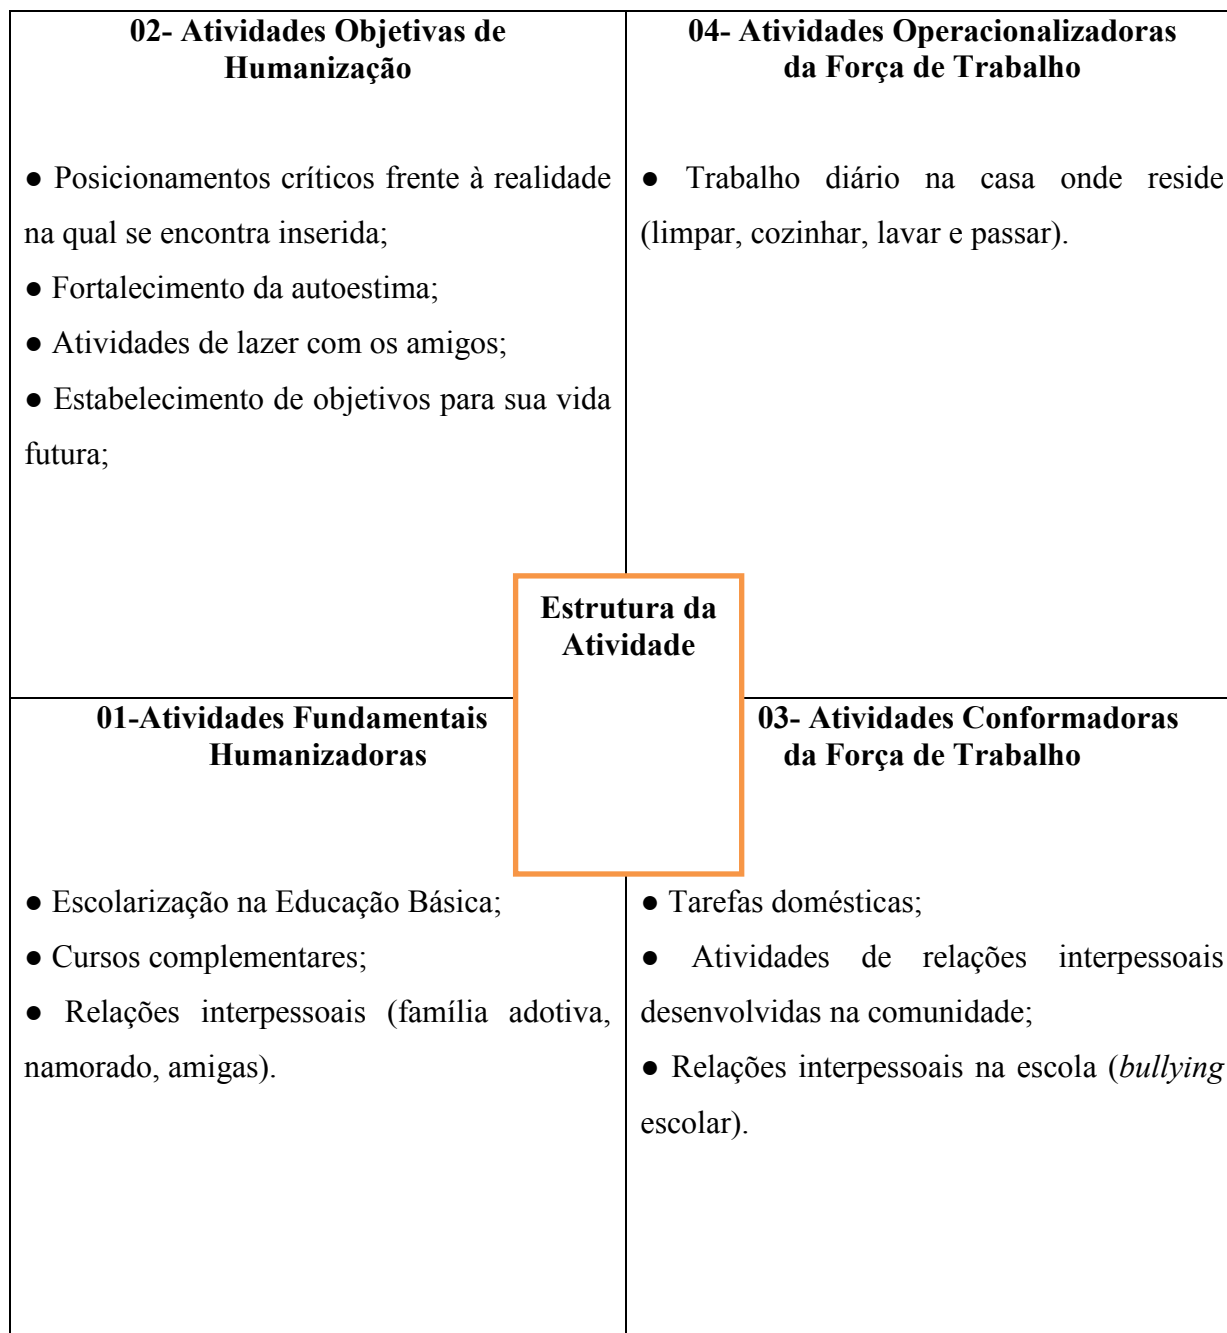 02- Atividades Objetivas de
Humanização
● Posicionamentos críticos frente à realidade
na qual se encontra inserida;
● Fortalecimento da autoestima;
● Atividades de lazer com os amigos;
● Estabelecimento de objetivos para sua vida
futura;
04- Atividades Operacionalizadoras
da Força de Trabalho
● Trabalho diário na casa onde reside
(limpar, cozinhar, lavar e passar).
Estrutura da
Atividade
01-Atividades Fundamentais
Humanizadoras
● Escolarização na Educação Básica;
● Cursos complementares;
● Relações interpessoais (família adotiva,
namorado, amigas).
03- Atividades Conformadoras
da Força de Trabalho
● Tarefas domésticas;
● Atividades de relações interpessoais
desenvolvidas na comunidade;
● Relações interpessoais na escola (bullying
escolar).